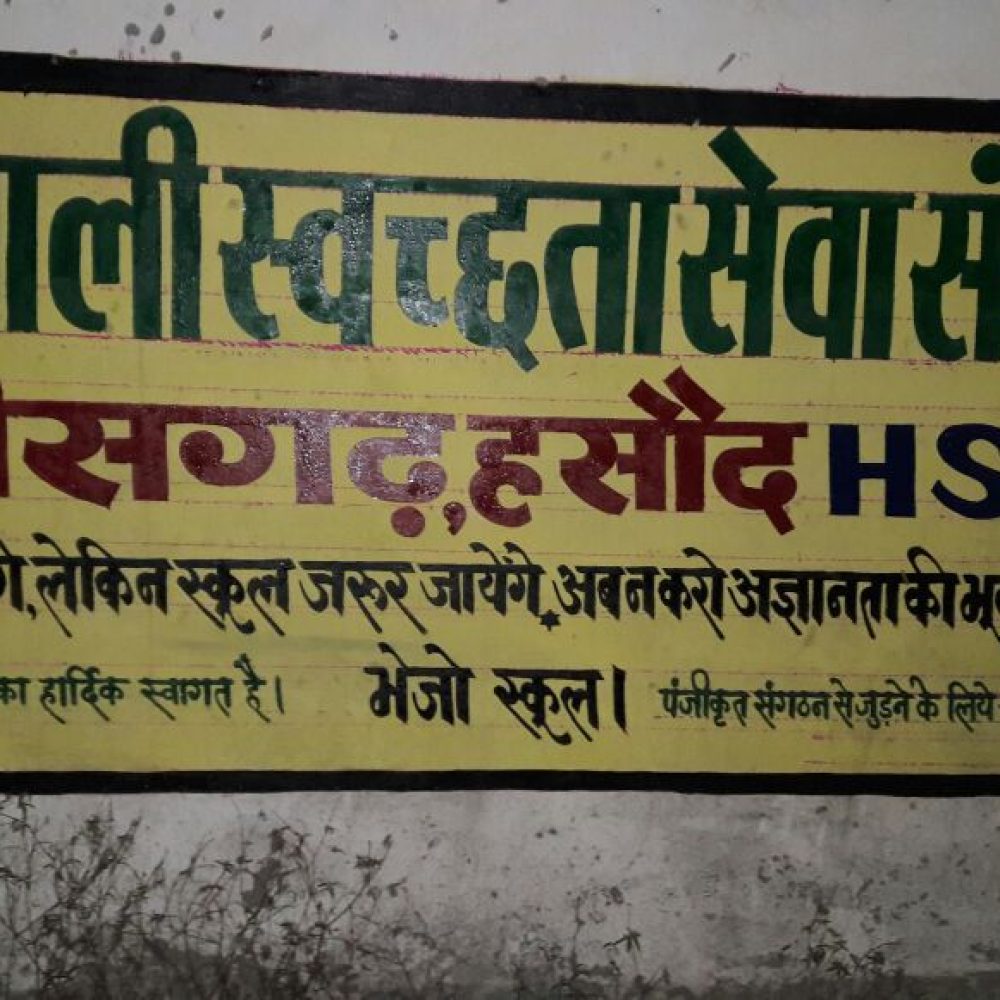 ाली स्वच्छता सेवा सं
सगढ़, हसौद HS
गे, लेकिन स्कूल जरूर जायेंगे, अब न करो अज्ञानता की भू
का हार्दिक स्वागत है। भेजो स्कूल। पंजीकृत संगठन से जुड़ने के लिये